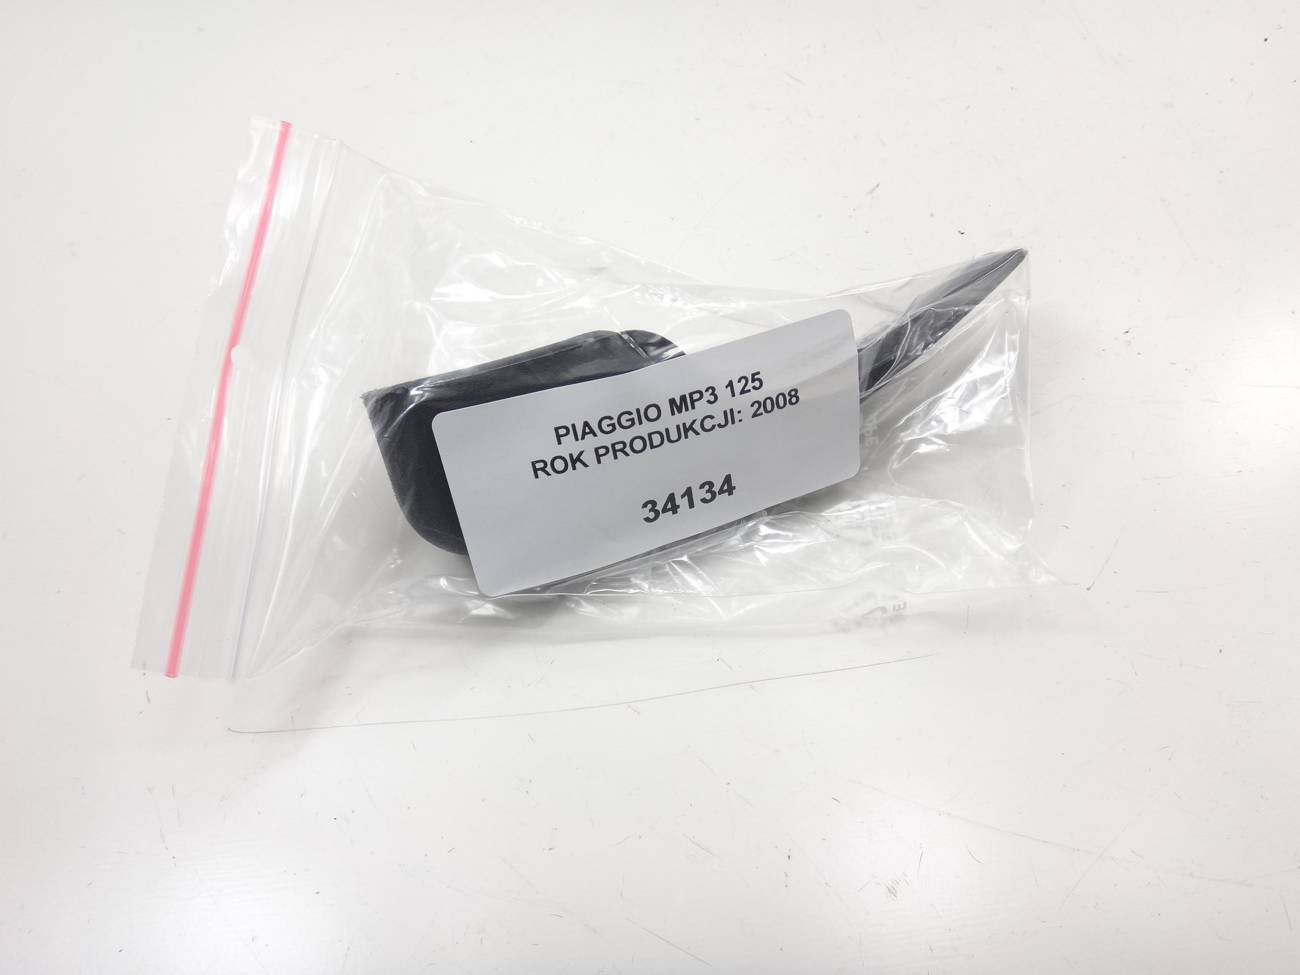 PIAGGIO MP3 125
ROK PRODUKCJI: 2008
34134